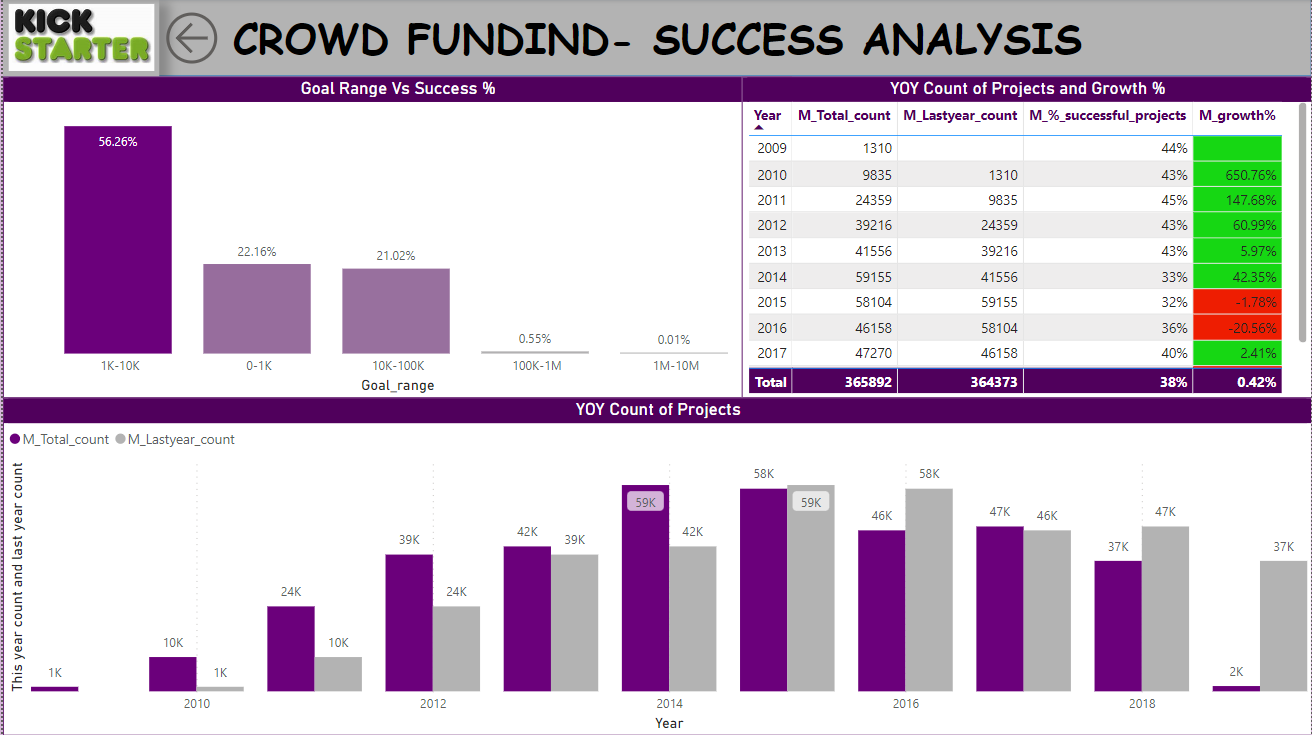 KICK
STARTER
CROWD FUNDIND- SUCCESS ANALYSIS
Goal Range Vs Success %
56.26%
22.16%
21.02%
0.55%
0.01%
1K-10K 0-1K 10K-100K 100K-1M 1M-10M
Goal_range
YOY Count of Projects and Growth %
Year M_Total_count M_Lastyear_count M_%_successful_projects M_growth%
2009 1310 44%
2010 9835 1310 43% 650.76%
2011 24359 9835 45% 147.68%
2012 39216 24359 43% 60.99%
2013 41556 39216 43% 5.97%
2014 59155 41556 33% 42.35%
2015 58104 59155 32% -1.78%
2016 46158 58104 36% -20.56%
2017 47270 46158 40% 2.41%
Total 365892 364373 38% 0.42%
YOY Count of Projects
M_Total_count M_Lastyear_count
This year count and last year count
1K
10K 1K
24K 10K
39K 24K
42K 39K
59K 42K
58K 59K
46K 58K
47K 46K
37K 47K
2K 37K
2010 2012 2014 2016 2018
Year